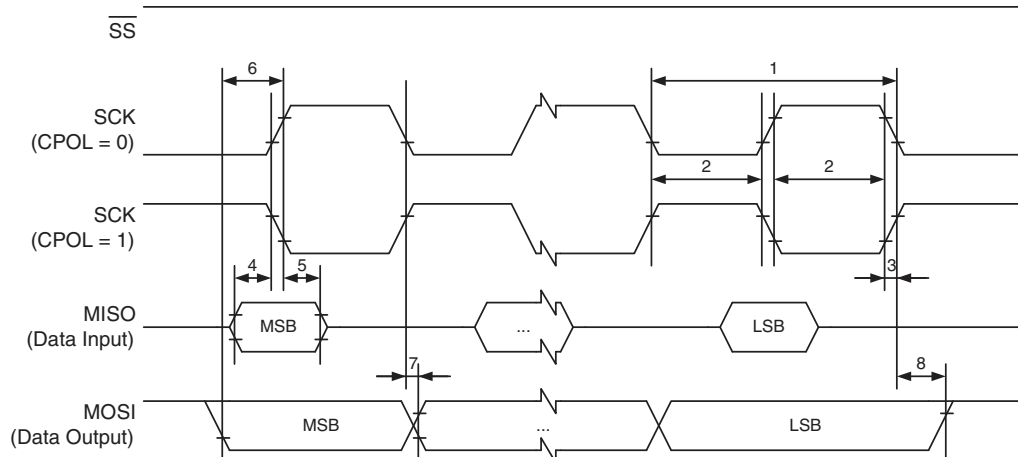 SS
6
1
SCK
(CPOL = 0)
2
2
SCK
(CPOL = 1)
4
5
3
MISO
(Data Input)
MSB
...
LSB
7
8
MOSI
(Data Output)
MSB
...
LSB